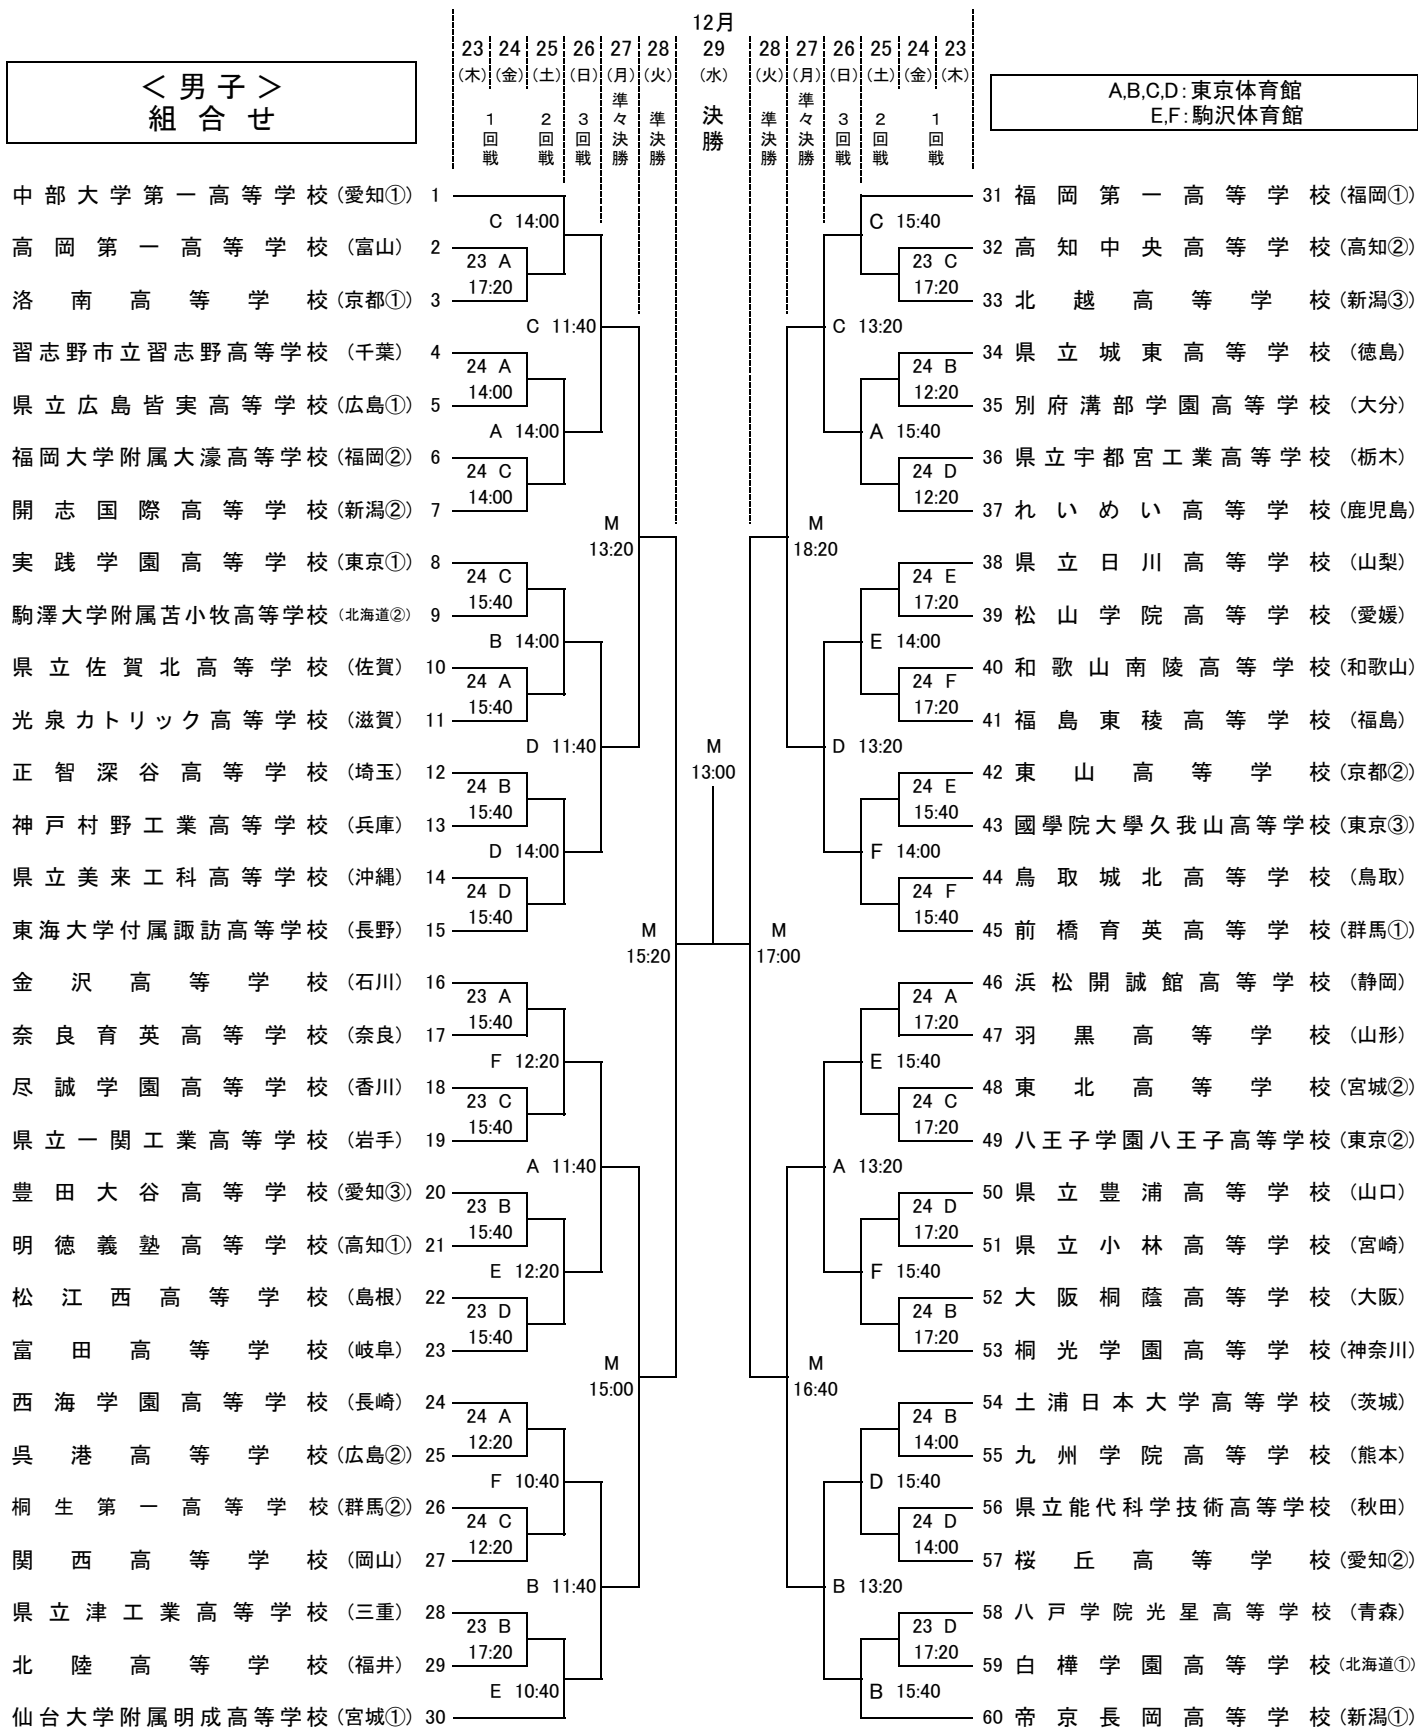 12月
23 24 25 26 27 28 29 28 27 26 25 24 23
(木) (金) (土) (日) (月) (火) (水) (火) (月) (日) (土) (金) (木)
1回戦 2回戦 3回戦 準々決勝 準決勝 決勝 準決勝 準々決勝 3回戦 2回戦 1回戦
＜男子＞
組合せ
A,B,C,D：東京体育館
E,F：駒沢体育館
中部大学第一高等学校 (愛知①) 1
C 14:00
高岡第一高等学校 (富山) 2
23 A
17:20
洛南高等学校 (京都①) 3
C 11:40
習志野市立習志野高等学校 (千葉) 4
24 A
14:00
県立広島皆実高等学校 (広島①) 5
A 14:00
福岡大学附属大濠高等学校 (福岡②) 6
24 C
14:00
開志国際高等学校 (新潟②) 7
M
13:20
実践学園高等学校 (東京①) 8
24 C
15:40
駒澤大学附属苫小牧高等学校 (北海道②) 9
B 14:00
県立佐賀北高等学校 (佐賀) 10
24 A
15:40
光泉カトリック高等学校 (滋賀) 11
D 11:40
正智深谷高等学校 (埼玉) 12
24 B
15:40
神戸村野工業高等学校 (兵庫) 13
D 14:00
県立美来工科高等学校 (沖縄) 14
24 D
15:40
東海大学付属諏訪高等学校 (長野) 15
M
15:20
金沢高等学校 (石川) 16
23 A
15:40
奈良育英高等学校 (奈良) 17
F 12:20
尽誠学園高等学校 (香川) 18
23 C
15:40
県立一関工業高等学校 (岩手) 19
A 11:40
豊田大谷高等学校 (愛知③) 20
23 B
15:40
明徳義塾高等学校 (高知①) 21
E 12:20
松江西高等学校 (島根) 22
23 D
15:40
富田高等学校 (岐阜) 23
M
15:00
西海学園高等学校 (長崎) 24
24 A
12:20
呉港高等学校 (広島②) 25
F 10:40
桐生第一高等学校 (群馬②) 26
24 C
12:20
関西高等学校 (岡山) 27
B 11:40
県立津工業高等学校 (三重) 28
23 B
17:20
北陸高等学校 (福井) 29
E 10:40
仙台大学附属明成高等学校 (宮城①) 30
M
13:00
31 福岡第一高等学校 (福岡①)
C 15:40
32 高知中央高等学校 (高知②)
23 C
17:20
33 北越高等学校 (新潟③)
C 13:20
34 県立城東高等学校 (徳島)
24 B
12:20
35 別府溝部学園高等学校 (大分)
A 15:40
36 県立宇都宮工業高等学校 (栃木)
24 D
12:20
37 れいめい高等学校 (鹿児島)
M
18:20
38 県立日川高等学校 (山梨)
24 E
17:20
39 松山学院高等学校 (愛媛)
E 14:00
40 和歌山南陵高等学校 (和歌山)
24 F
17:20
41 福島東稜高等学校 (福島)
D 13:20
42 東山高等学校 (京都②)
24 E
15:40
43 國學院大學久我山高等学校 (東京③)
F 14:00
44 鳥取城北高等学校 (鳥取)
24 F
15:40
45 前橋育英高等学校 (群馬①)
M
17:00
46 浜松開誠館高等学校 (静岡)
24 A
17:20
47 羽黒高等学校 (山形)
E 15:40
48 東北高等学校 (宮城②)
24 C
17:20
49 八王子学園八王子高等学校 (東京②)
A 13:20
50 県立豊浦高等学校 (山口)
24 D
17:20
51 県立小林高等学校 (宮崎)
F 15:40
52 大阪桐蔭高等学校 (大阪)
24 B
17:20
53 桐光学園高等学校 (神奈川)
M
16:40
54 土浦日本大学高等学校 (茨城)
24 B
14:00
55 九州学院高等学校 (熊本)
D 15:40
56 県立能代科学技術高等学校 (秋田)
24 D
14:00
57 桜丘高等学校 (愛知②)
B 13:20
58 八戸学院光星高等学校 (青森)
23 D
17:20
59 白樺学園高等学校 (北海道①)
B 15:40
60 帝京長岡高等学校 (新潟①)